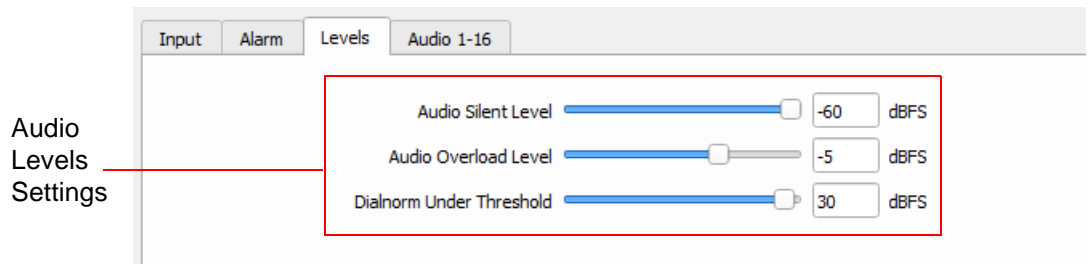 Input Alarm Levels Audio 1-16
Audio Silent Level -60 dBFS
Audio Overload Level -5 dBFS
Dialnorm Under Threshold 30 dBFS
Audio
Levels
Settings